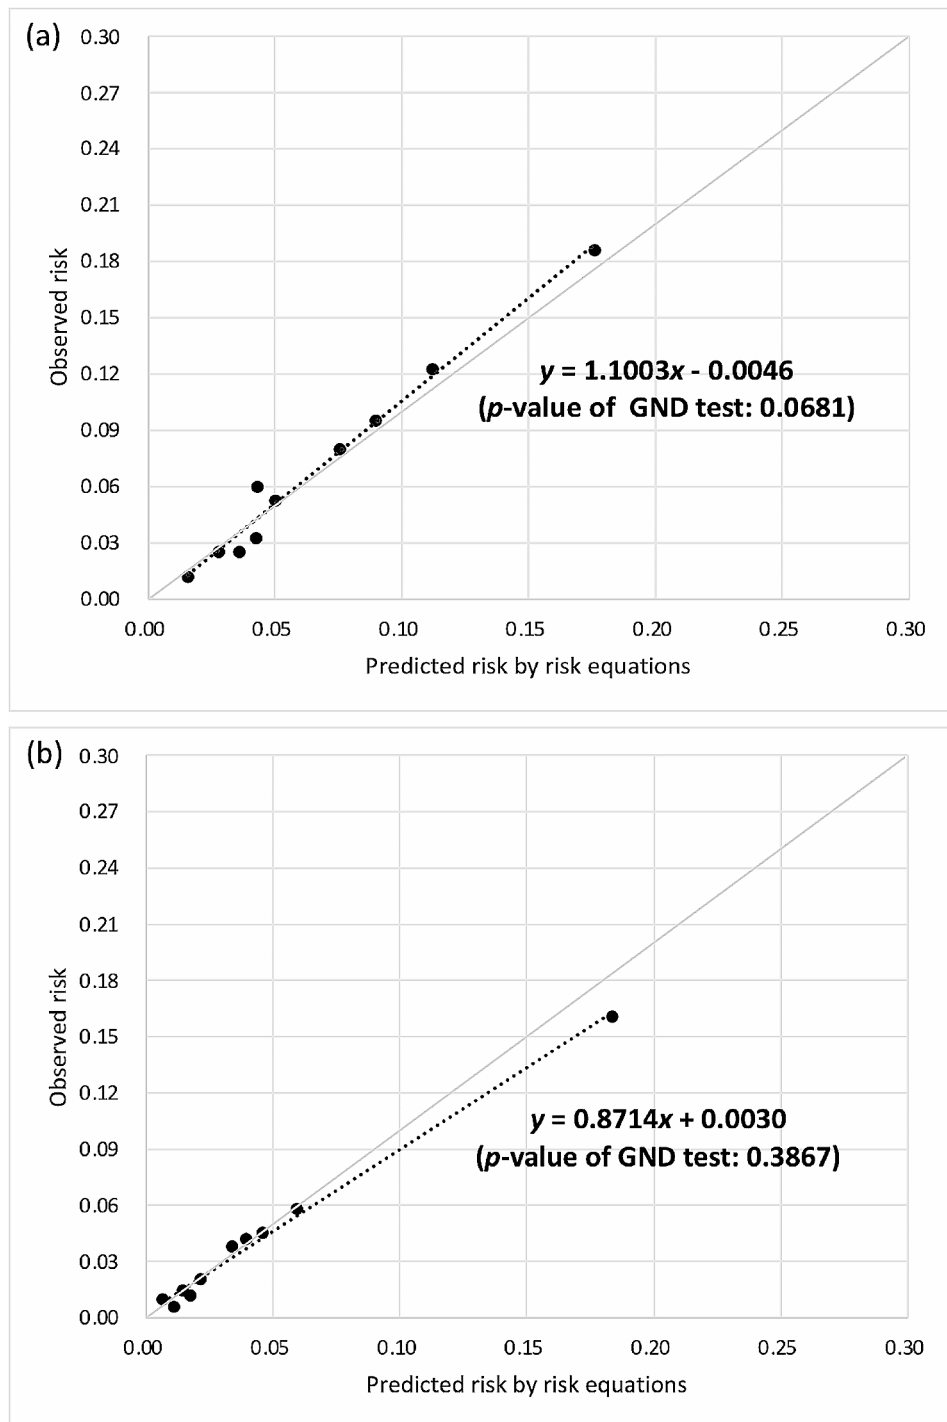 (a)
0.30
0.27
0.24
0.21
0.18
0.15
0.12
0.09
0.06
0.03
0.00
Observed risk
y = 1.1003x - 0.0046
(p-value of GND test: 0.0681)
0.00 0.05 0.10 0.15 0.20 0.25 0.30
Predicted risk by risk equations
(b)
0.30
0.27
0.24
0.21
0.18
0.15
0.12
0.09
0.06
0.03
0.00
Observed risk
y = 0.8714x + 0.0030
(p-value of GND test: 0.3867)
0.00 0.05 0.10 0.15 0.20 0.25 0.30
Predicted risk by risk equations